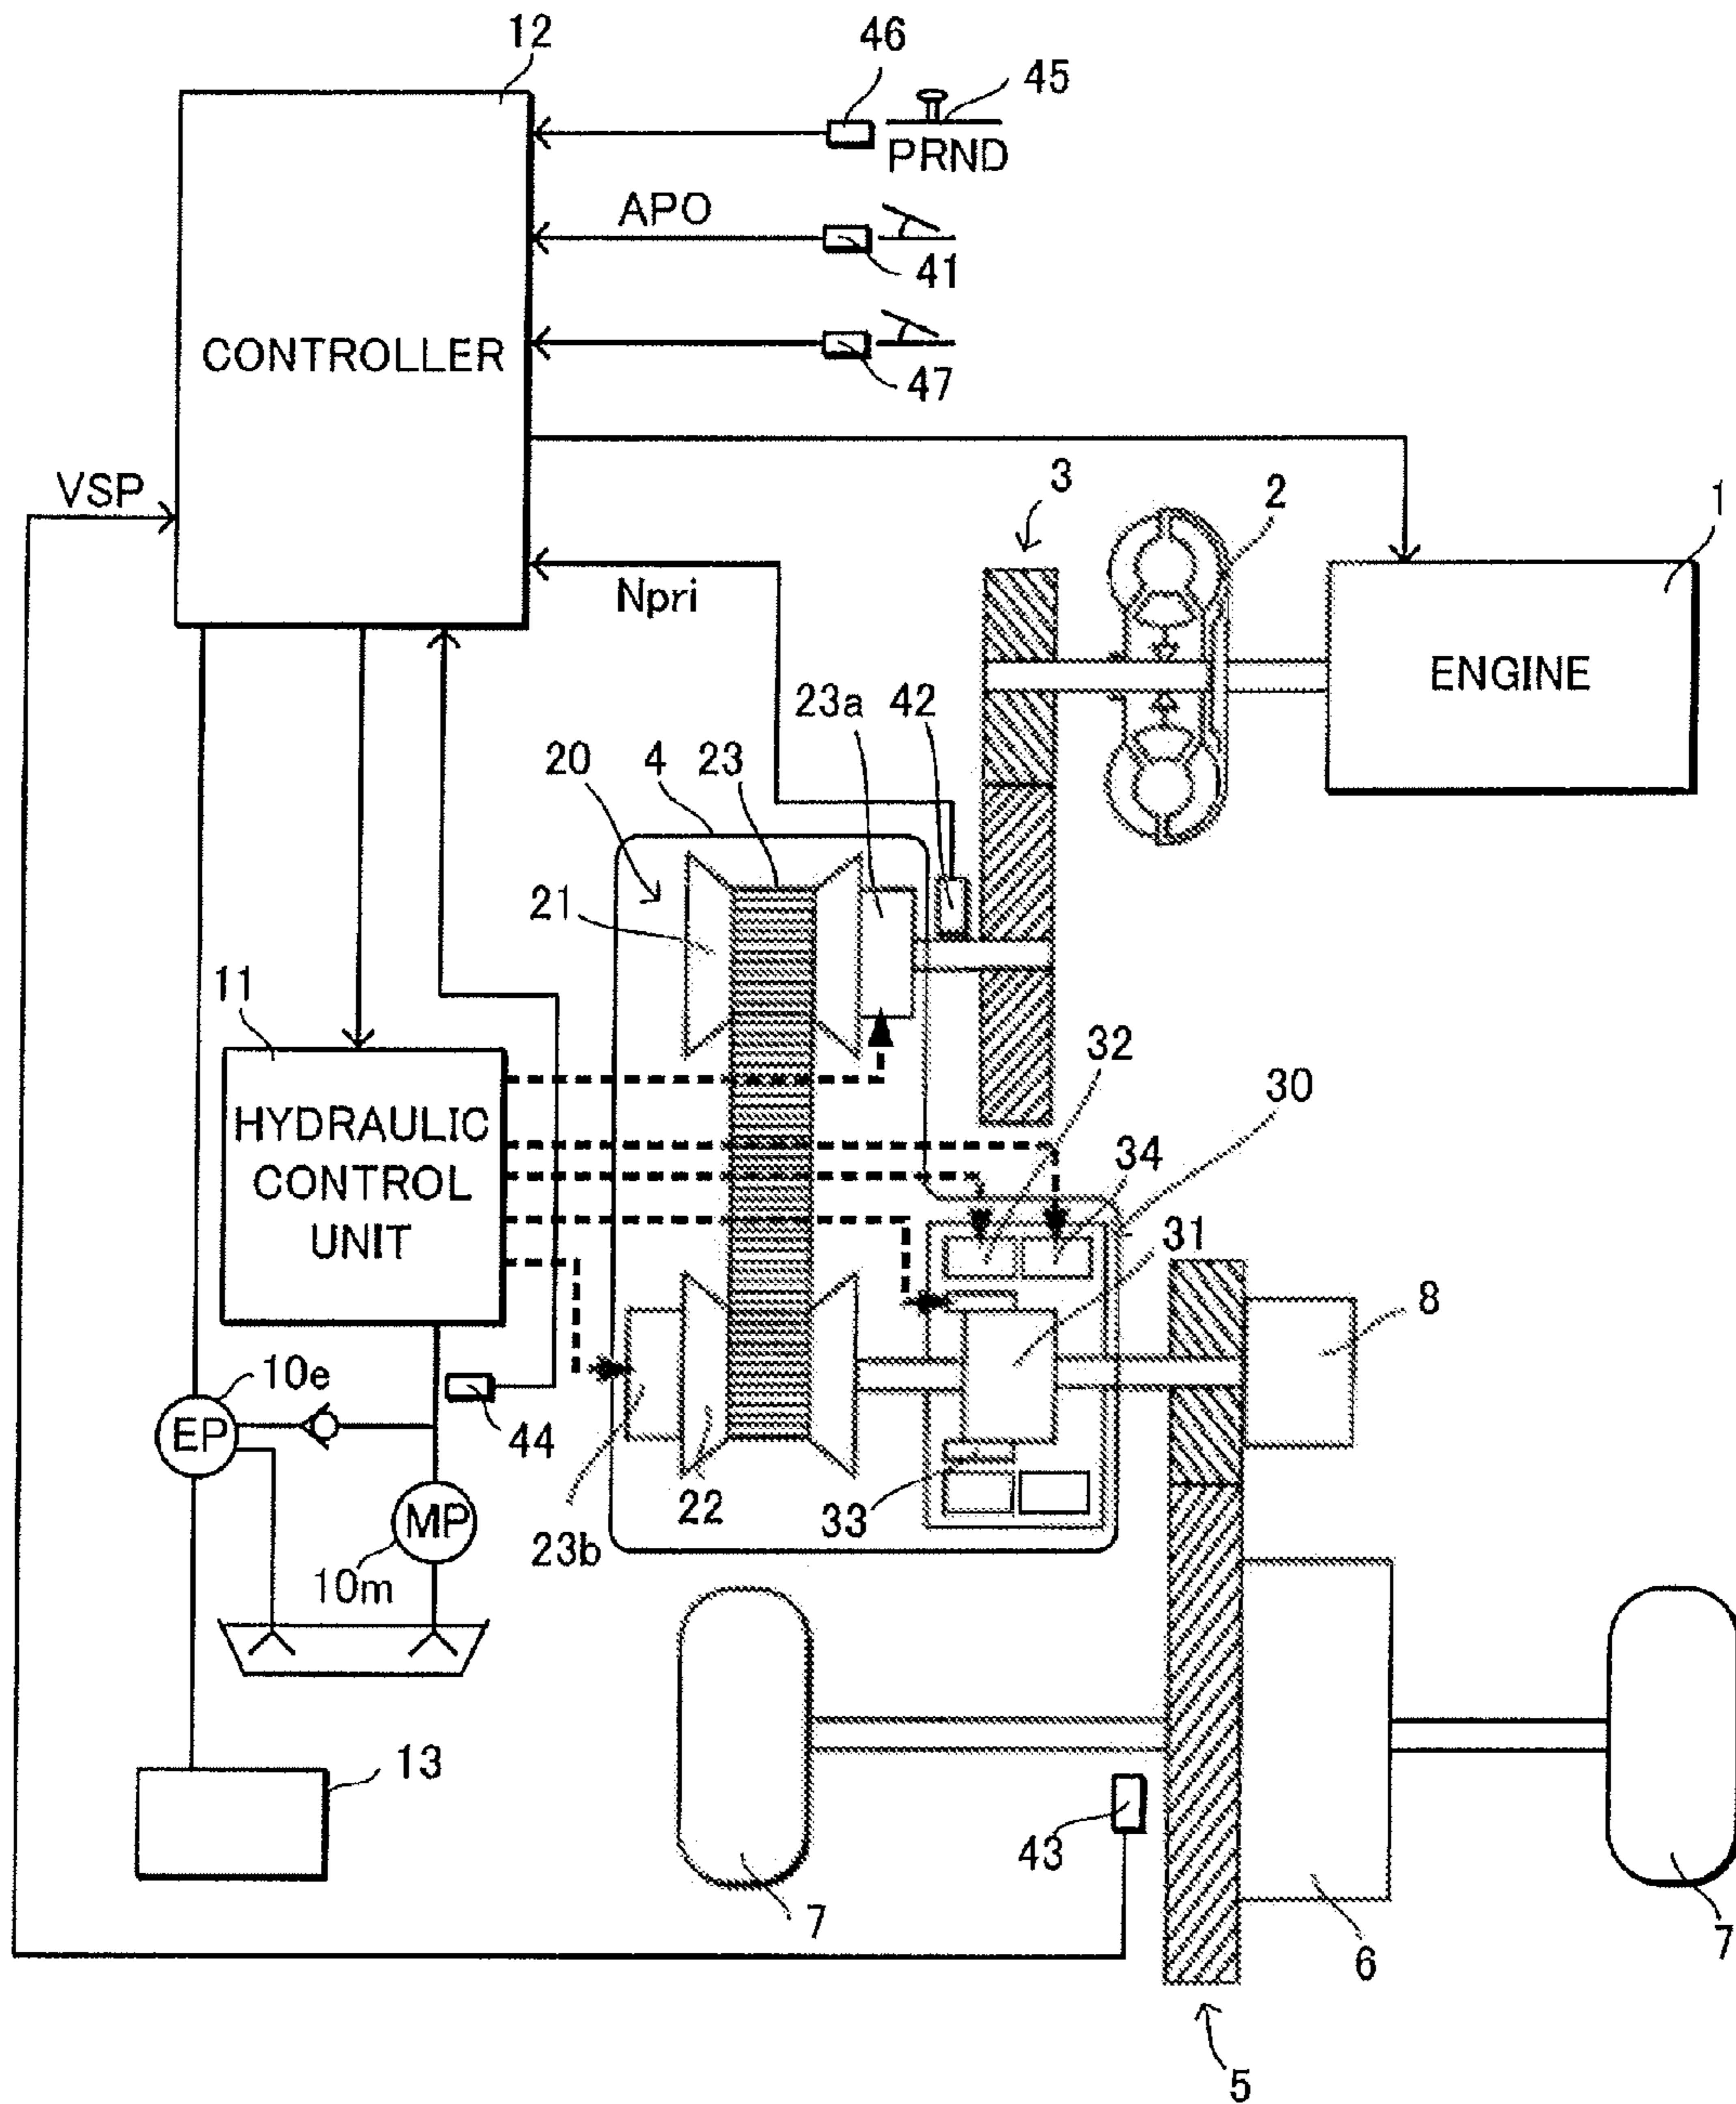 12
46
45
PRND
APO
41
CONTROLLER
47
VSP
3
2
1
Npri
ENGINE
23a
42
20
4
23
21
11
32
30
HYDRAULIC
CONTROL
UNIT
34
31
8
10e
EP
44
22
33
MP
23b
10m
13
43
7
6
7
5